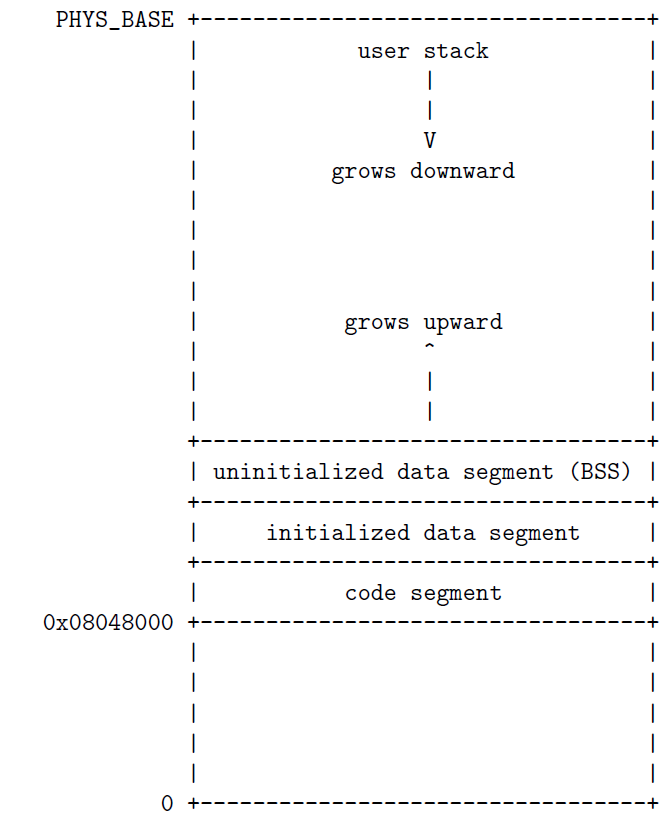 PHYS_BASE +----------------------------------+
          |            user stack            |
          |                 |                |
          |                 |                |
          |                 V                |
          |          grows downward          |
          |                                  |
          |                                  |
          |                                  |
          |                                  |
          |           grows upward           |
          |                 ^                |
          |                 |                |
          |                 |                |
          +----------------------------------+
          | uninitialized data segment (BSS) |
          +----------------------------------+
          |     initialized data segment     |
          +----------------------------------+
          |           code segment           |
0x08048000 +----------------------------------+
          |                                  |
          |                                  |
          |                                  |
          |                                  |
          |                                  |
        0 +----------------------------------+